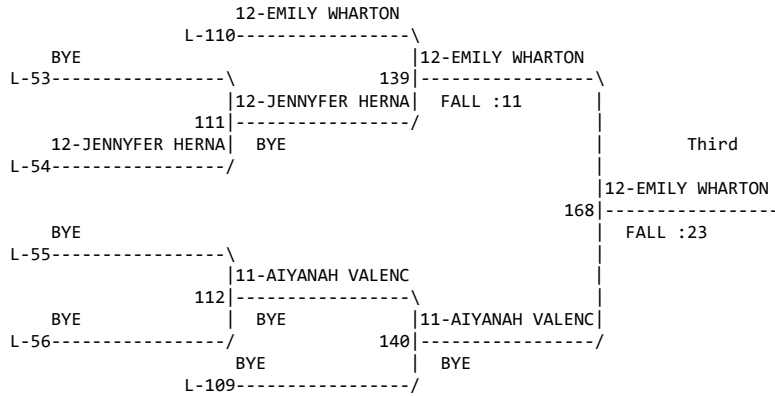 12-EMILY WHARTON
L-110-----------------\
BYE |12-EMILY WHARTON
L-53-----------------\ 139|-----------------\
|12-JENNYFER HERNA| FALL :11 |
111|-----------------/ |
12-JENNYFER HERNA| BYE | Third
L-54-----------------/ |
|12-EMILY WHARTON
168|-----------------
BYE | FALL :23
L-55-----------------\ |
|11-AIYANAH VALENC |
112|-----------------\ |
BYE | BYE |11-AIYANAH VALENC|
L-56-----------------/ 140|-----------------/
BYE | BYE
L-109-----------------/